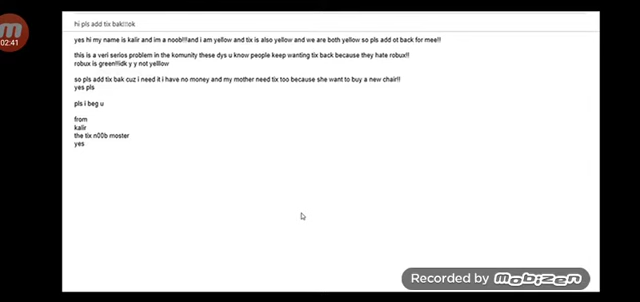 hi pls add tix bak!!!ok
02:41
yes hi my name is kalir and im a noob!!!and i am yellow and tix is also yellow and we are both yellow so pls add ot back for mee!!
this is a veri serios problem in the komunity these dys u know people keep wanting tix back because they hate robux!!
robux is green!!idk y y not yelllow
so pls add tix bak cuz i need it i have no money and my mother need tix too because she want to buy a new chair!!
yes pls
pls i beg u
from
kalir
the tix n00b moster
yes
Recorded by mobizen